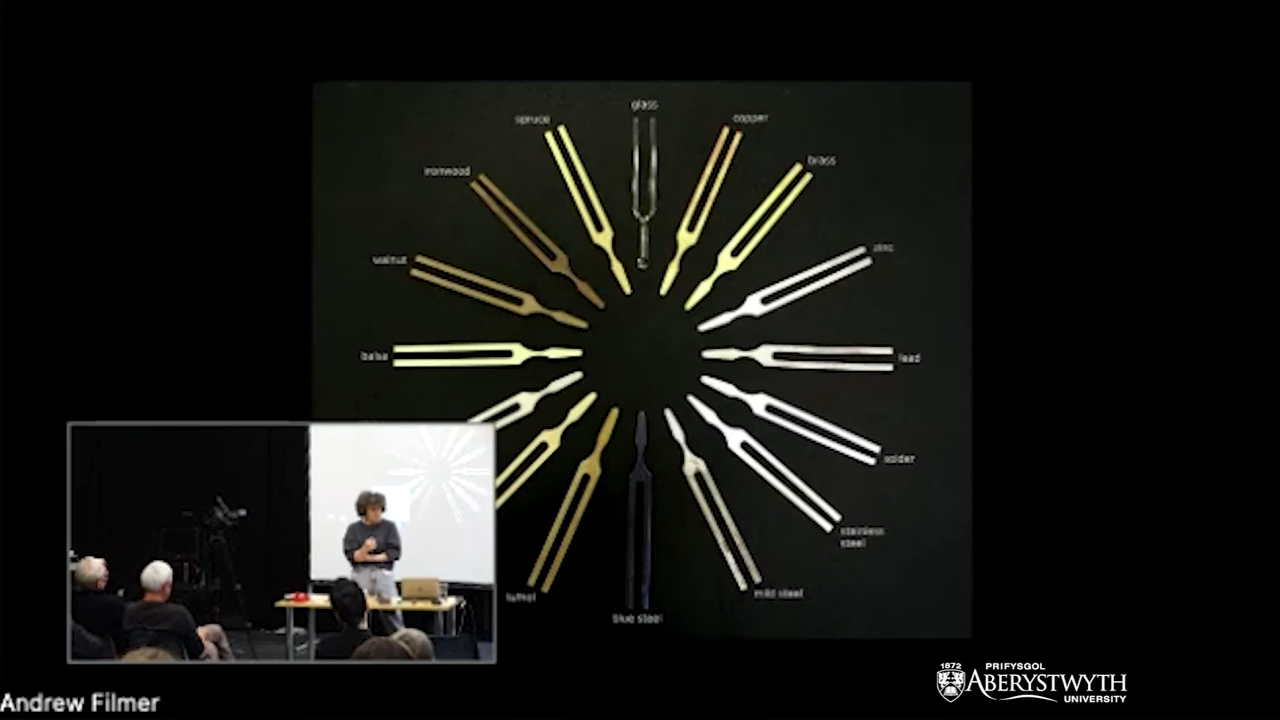 glass
spruce
copper
ironwood
brass
walnut
zinc
balsa
lead
solder
stainless
steel
mild steel
blue steel
1872
PRIFYSGOL
ABERYSTWYTH
UNIVERSITY
Andrew Filmer